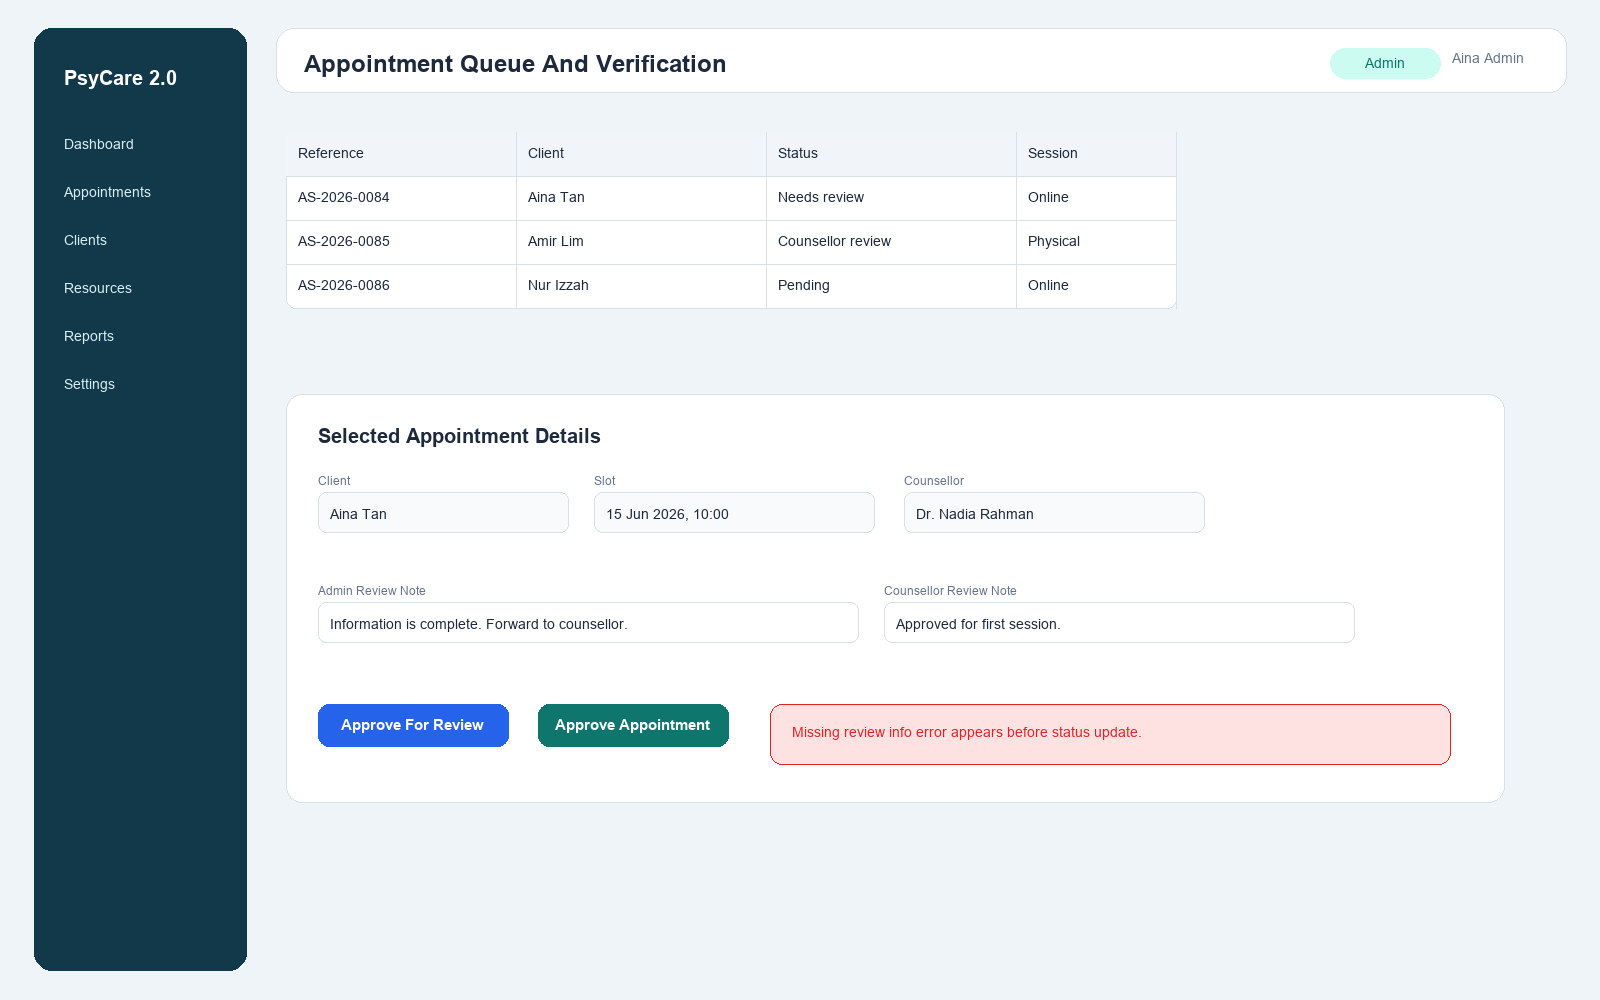 PsyCare 2.0
Dashboard
Appointments
Clients
Resources
Reports
Settings
Appointment Queue And Verification
Admin
Aina Admin
Reference Client Status Session
AS-2026-0084 Aina Tan Needs review Online
AS-2026-0085 Amir Lim Counsellor review Physical
AS-2026-0086 Nur Izzah Pending Online
Selected Appointment Details
Client Slot Counsellor
Aina Tan 15 Jun 2026, 10:00 Dr. Nadia Rahman
Admin Review Note Counsellor Review Note
Information is complete. Forward to counsellor. Approved for first session.
Approve For Review Approve Appointment Missing review info error appears before status update.